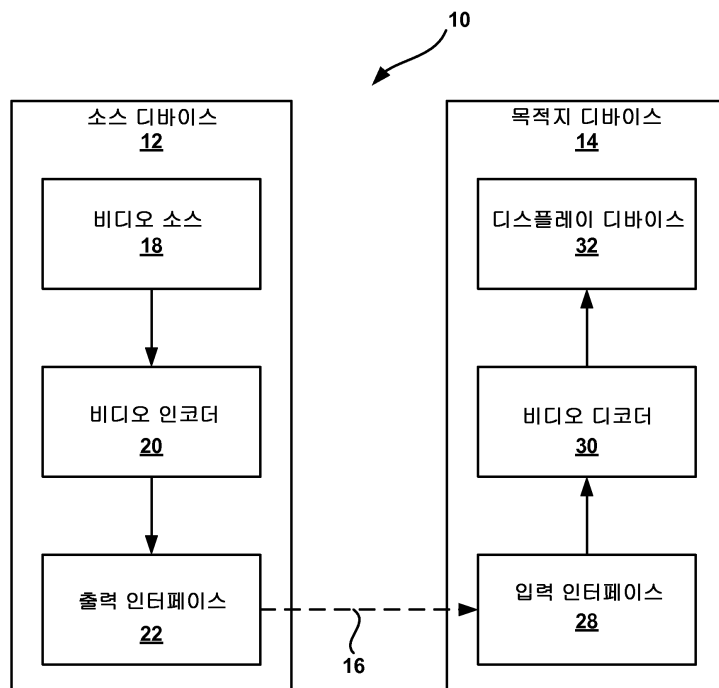 10
소스 디바이스
12
비디오 소스
18
비디오 인코더
20
출력 인터페이스
22
16
목적지 디바이스
14
디스플레이 디바이스
32
비디오 디코더
30
입력 인터페이스
28